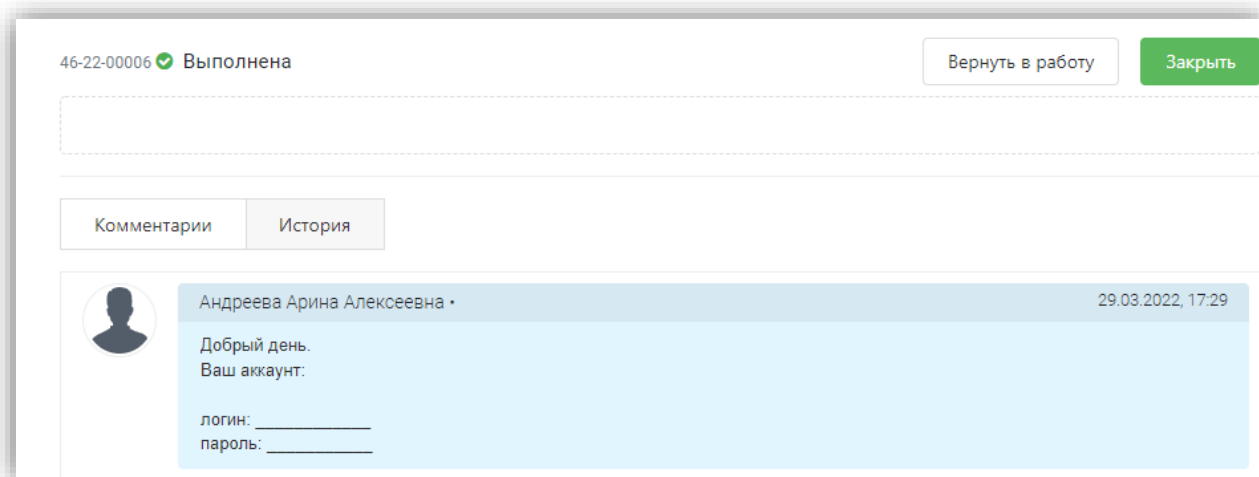 46-22-00006 Выполнена
Вернуть в работу
Закрыть
Комментарии
История
Андреева Арина Алексеевна •
29.03.2022, 17:29
Добрый день.
Ваш аккаунт:
логин: ____________
пароль: ___________